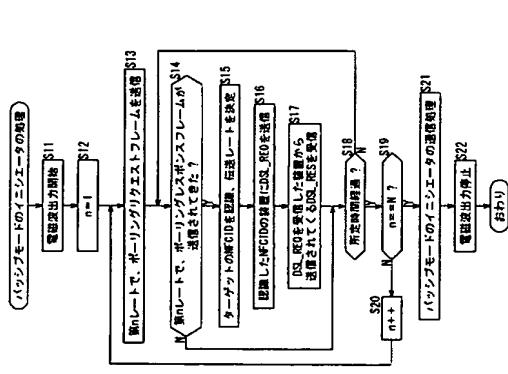 パッシブモードのイニシエータの処理
S11
電磁波出力開始
S12
n=1
S13
第nレートで、ポーリングリクエストフレームを送信
S14
第nレートで、ポーリングレスポンスフレームが
送信されてきた？
N
Y
S15
ターゲットのNFCIDを認識、伝送レートを決定
S16
認識したNFCIDの装置にDSL_REQを送信
S17
DSL_REQを受信した装置から
送信されてくるDSL_RESを受信
S18
所定時間経過？
N
Y
S19
n==N？
N
Y
S20
n++
S21
パッシブモードのイニシエータの通信処理
S22
電磁波出力停止
おわり